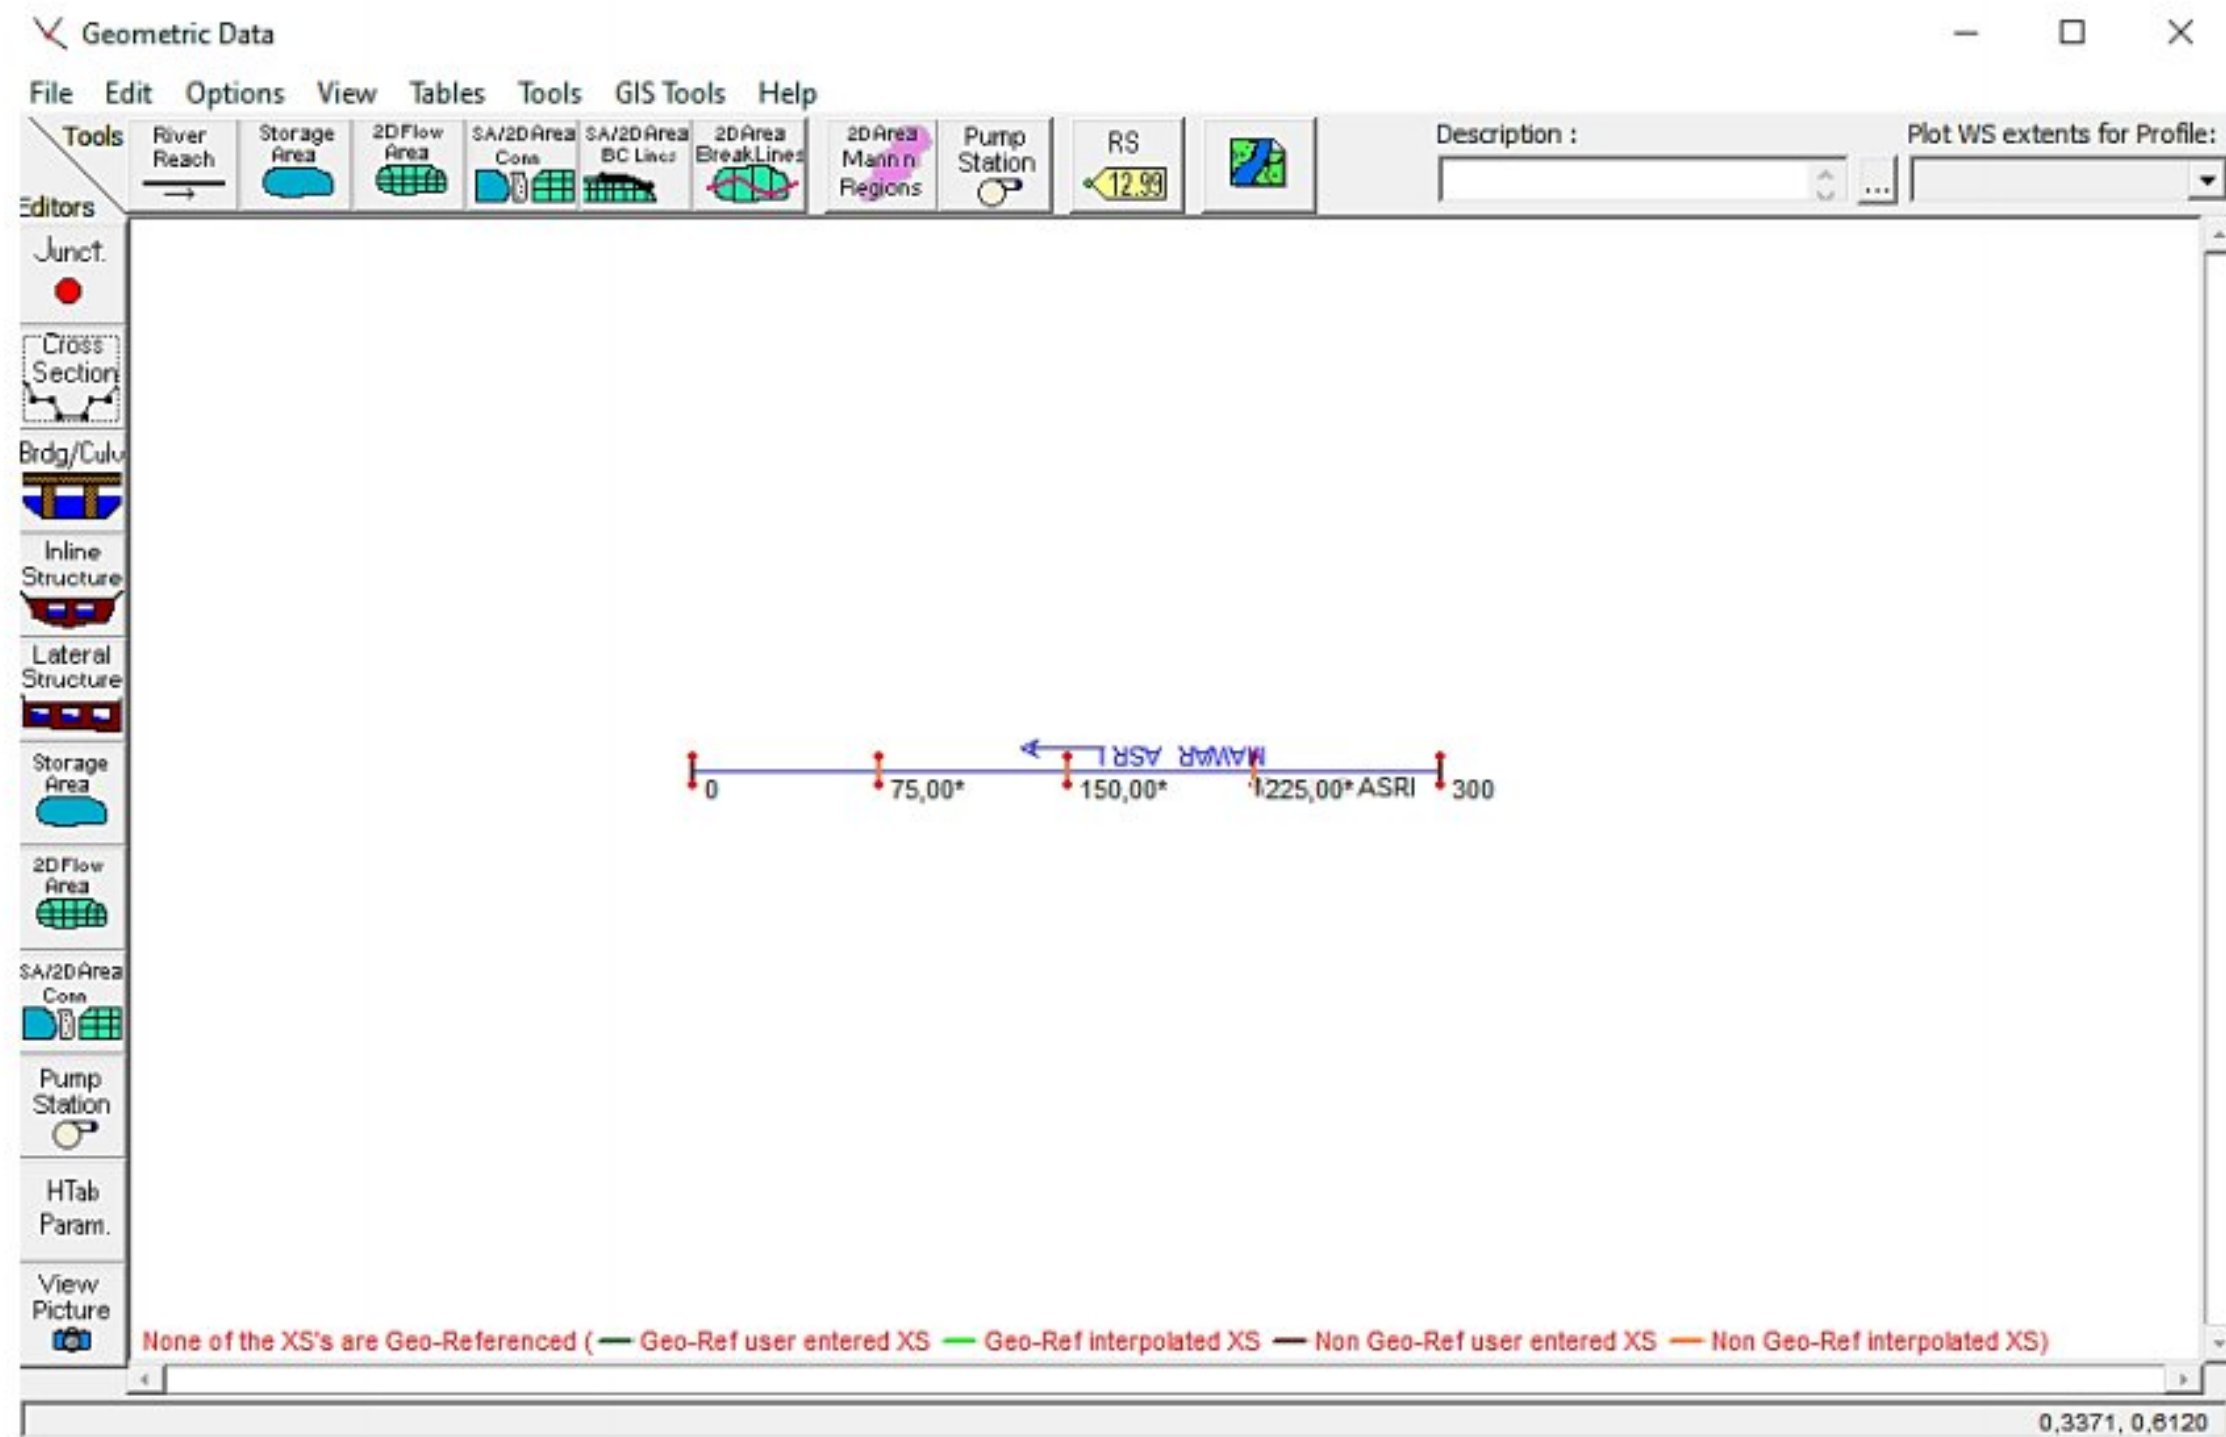 Geometric Data
File Edit Options View Tables Tools GIS Tools Help
Tools
Editors
River Reach
Storage Area
2D Flow Area
SA/2D Area Conn
SA/2D Area BC Lines
2D Area BreakLines
2D Area Mann n Regions
Pump Station
RS
12.99
Description :
...
Plot WS extents for Profile:
Junct.
Cross Section
Brdg/Culv
Inline Structure
Lateral Structure
Storage Area
2D Flow Area
SA/2D Area Conn
Pump Station
HTab Param.
View Picture
MAWAR ASRI
0 75,00* 150,00* 225,00* ASRI 300
None of the XS's are Geo-Referenced ( Geo-Ref user entered XS Geo-Ref interpolated XS Non Geo-Ref user entered XS Non Geo-Ref interpolated XS)
0,3371, 0,6120